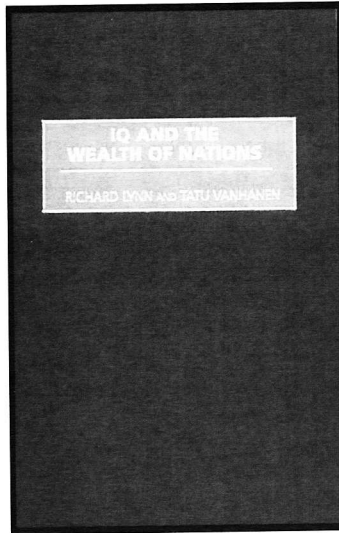 IQ AND THE
WEALTH OF NATIONS
RICHARD LYNN AND TATU VANHANEN